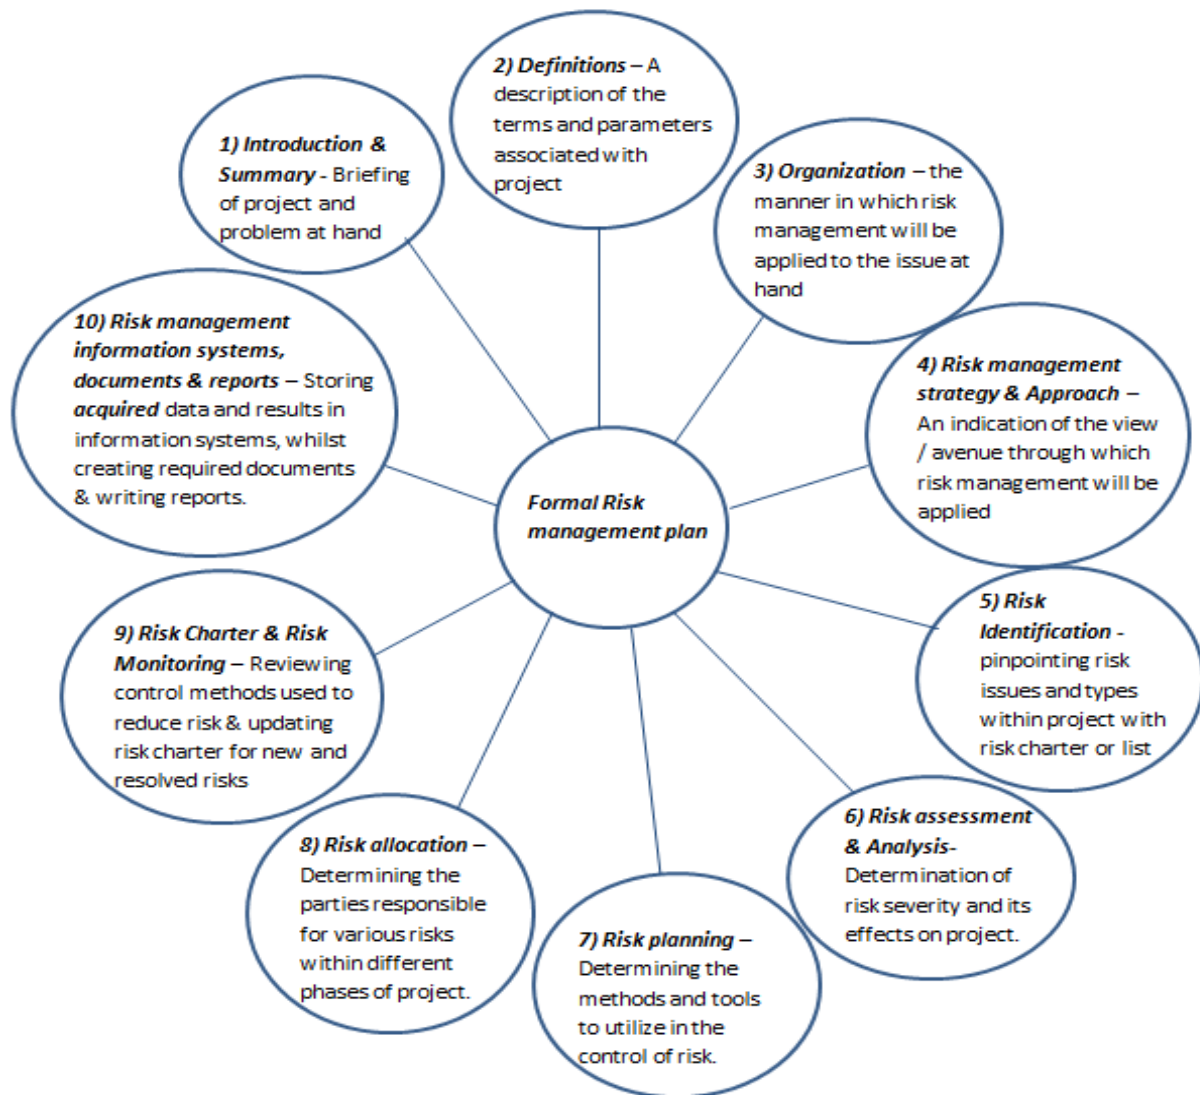 1) Introduction &
Summary - Briefing
of project and
problem at hand
2) Definitions – A
description of the
terms and parameters
associated with
project
3) Organization – the
manner in which risk
management will be
applied to the issue at
hand
4) Risk management
strategy & Approach –
An indication of the view
/ avenue through which
risk management will be
applied
5) Risk
Identification -
pinpointing risk
issues and types
within project with
risk charter or list
6) Risk assessment
& Analysis-
Determination of
risk severity and its
effects on project.
7) Risk planning –
Determining the
methods and tools
to utilize in the
control of risk.
8) Risk allocation –
Determining the
parties responsible
for various risks
within different
phases of project.
9) Risk Charter & Risk
Monitoring – Reviewing
control methods used to
reduce risk & updating
risk charter for new and
resolved risks
10) Risk management
information systems,
documents & reports – Storing
acquired data and results in
information systems, whilst
creating required documents
& writing reports.
Formal Risk
management plan